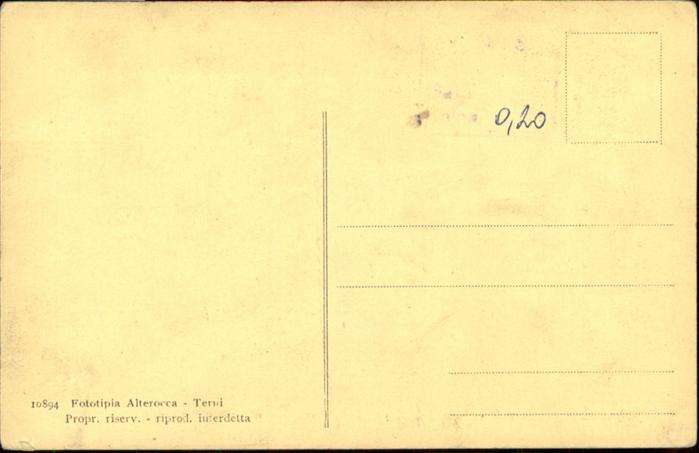 0,20
10894 Fototipia Alterocca - Terni
Propr. riserv. - riprod. interdetta